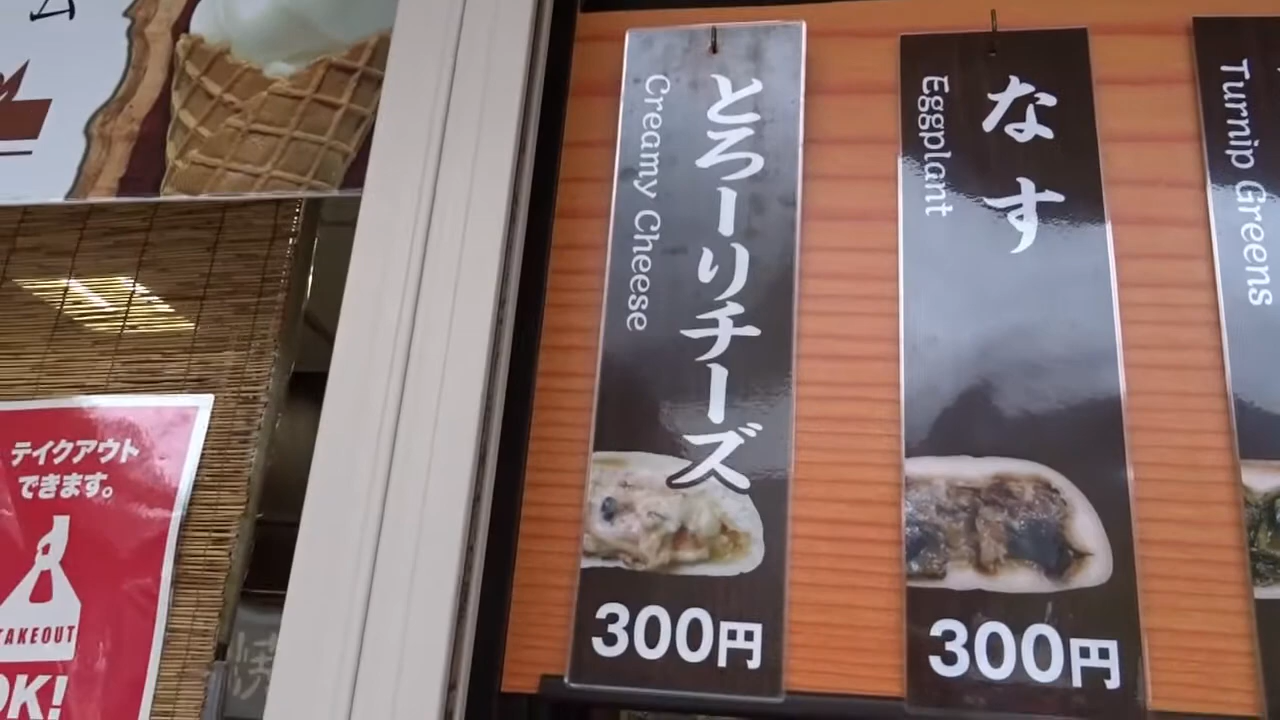 ム
テイクアウト
できます。
TAKEOUT
OK!
とろーりチーズ
Creamy Cheese
300円
なす
Eggplant
300円
Turnip Greens